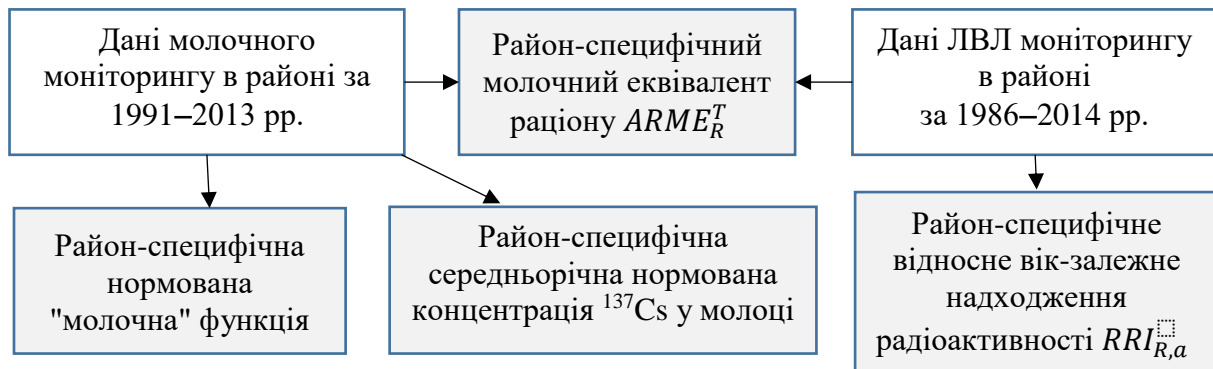 Дані молочного
моніторингу в районі за
1991–2013 рр.
Район-специфічний
молочний еквівалент
раціону $ARME_R^T$
Дані ЛВЛ моніторингу
в районі
за 1986–2014 рр.
Район-специфічна
нормована
"молочна" функція
Район-специфічна
середньорічна нормована
концентрація ¹³⁷Cs у молоці
Район-специфічне
відносне вік-залежне
надходження
радіоактивності $RRI_{R,a}$